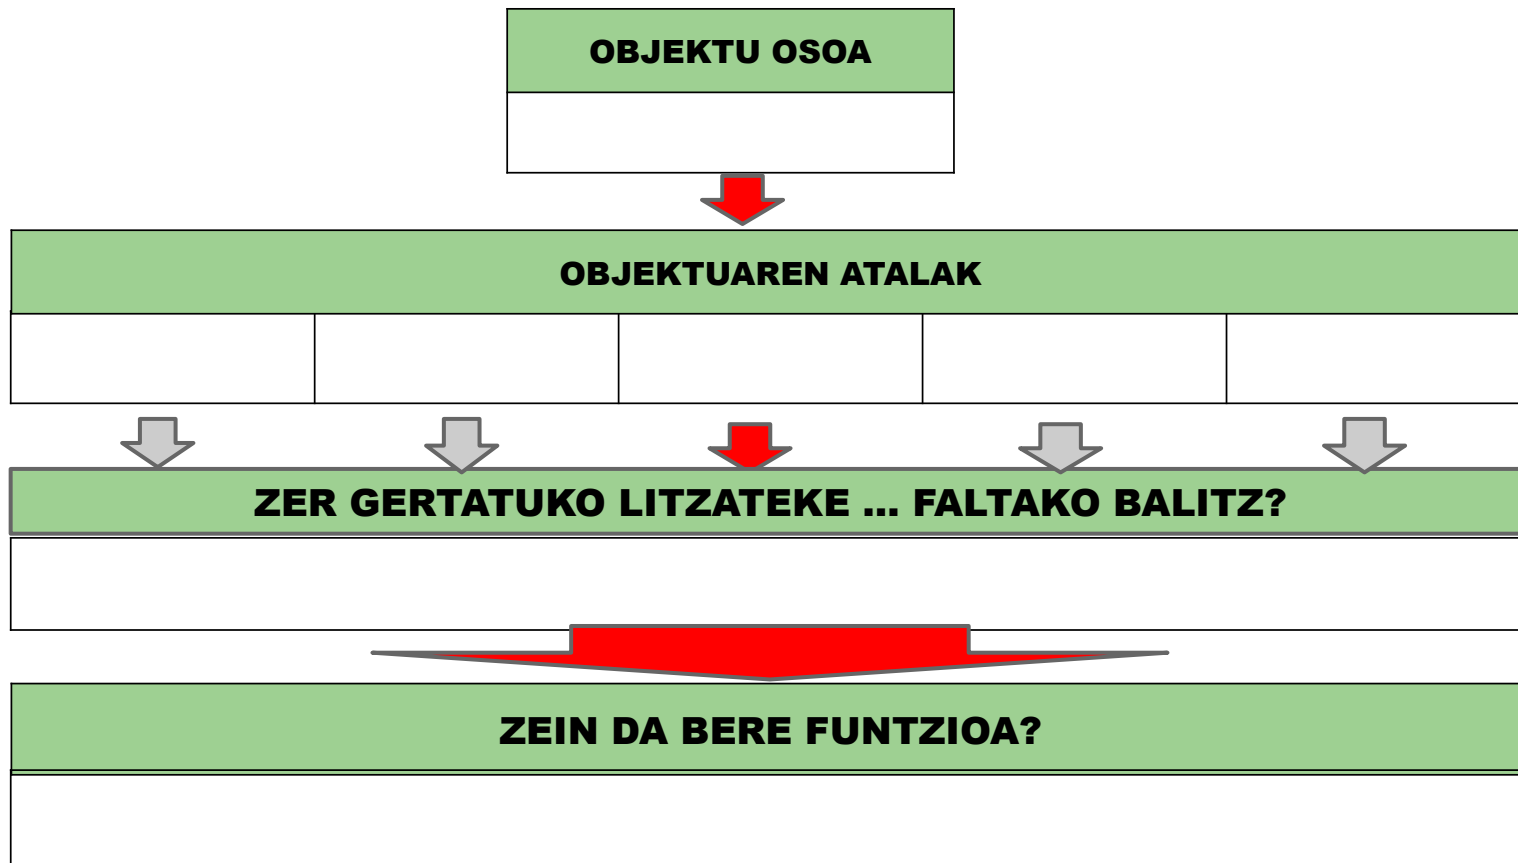 OBJEKTU OSOA
OBJEKTUAREN ATALAK
ZER GERTATUKO LITZATEKE ... FALTAKO BALITZ?
ZEIN DA BERE FUNTZIOA?